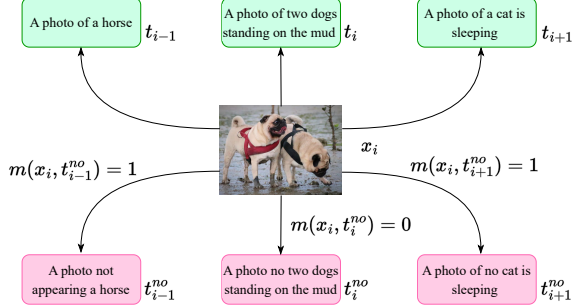 A photo of a horse
t_{i-1}
A photo of two dogs
standing on the mud
t_i
A photo of a cat is
sleeping
t_{i+1}
x_i
m(x_i, t_{i-1}^{no}) = 1
m(x_i, t_{i+1}^{no}) = 1
m(x_i, t_i^{no}) = 0
A photo not
appearing a horse
t_{i-1}^{no}
A photo no two dogs
standing on the mud
t_i^{no}
A photo of no cat is
sleeping
t_{i+1}^{no}